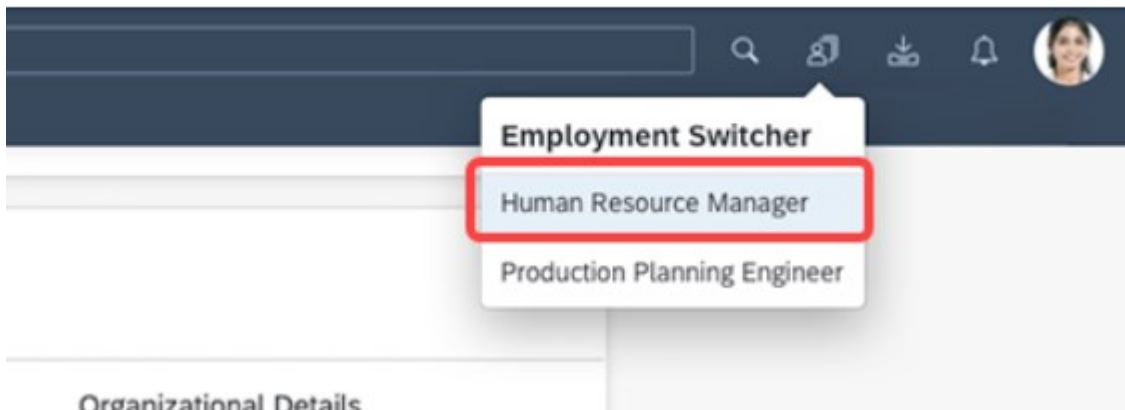 Employment Switcher
Human Resource Manager
Production Planning Engineer
Organizational Details